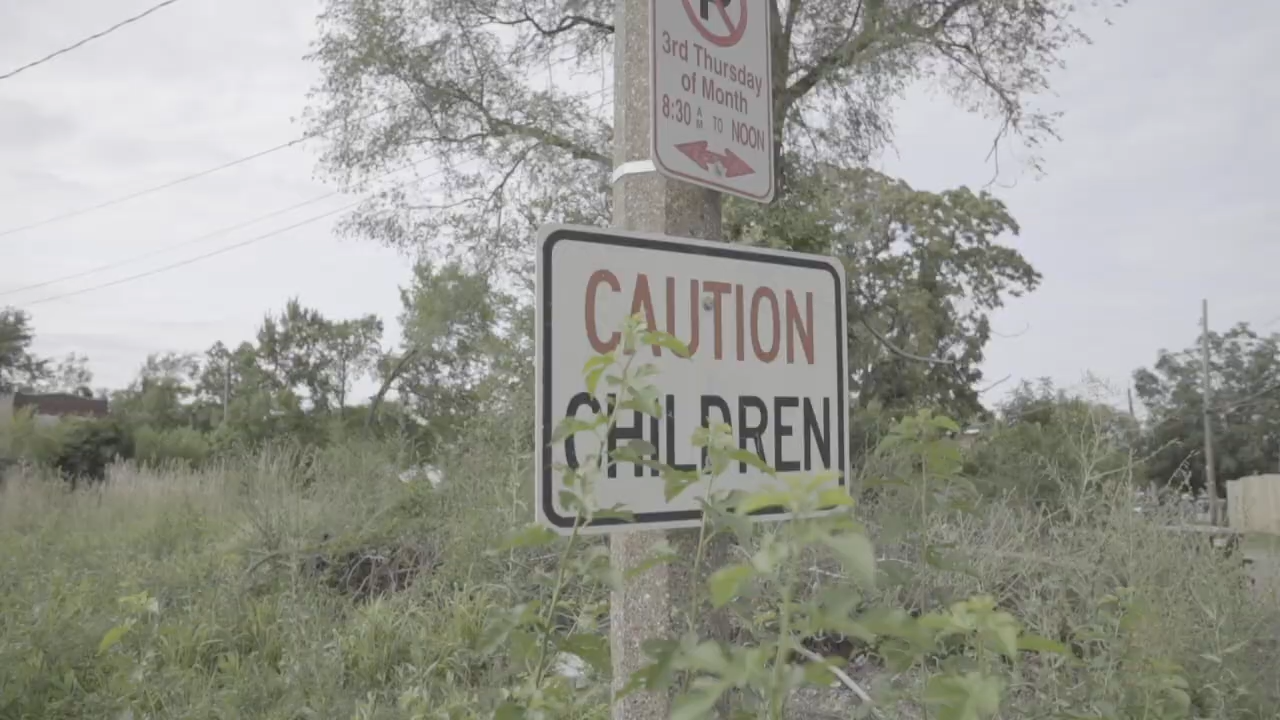 3rd Thursday
of Month
8:30 AM TO NOON
CAUTION
CHILDREN